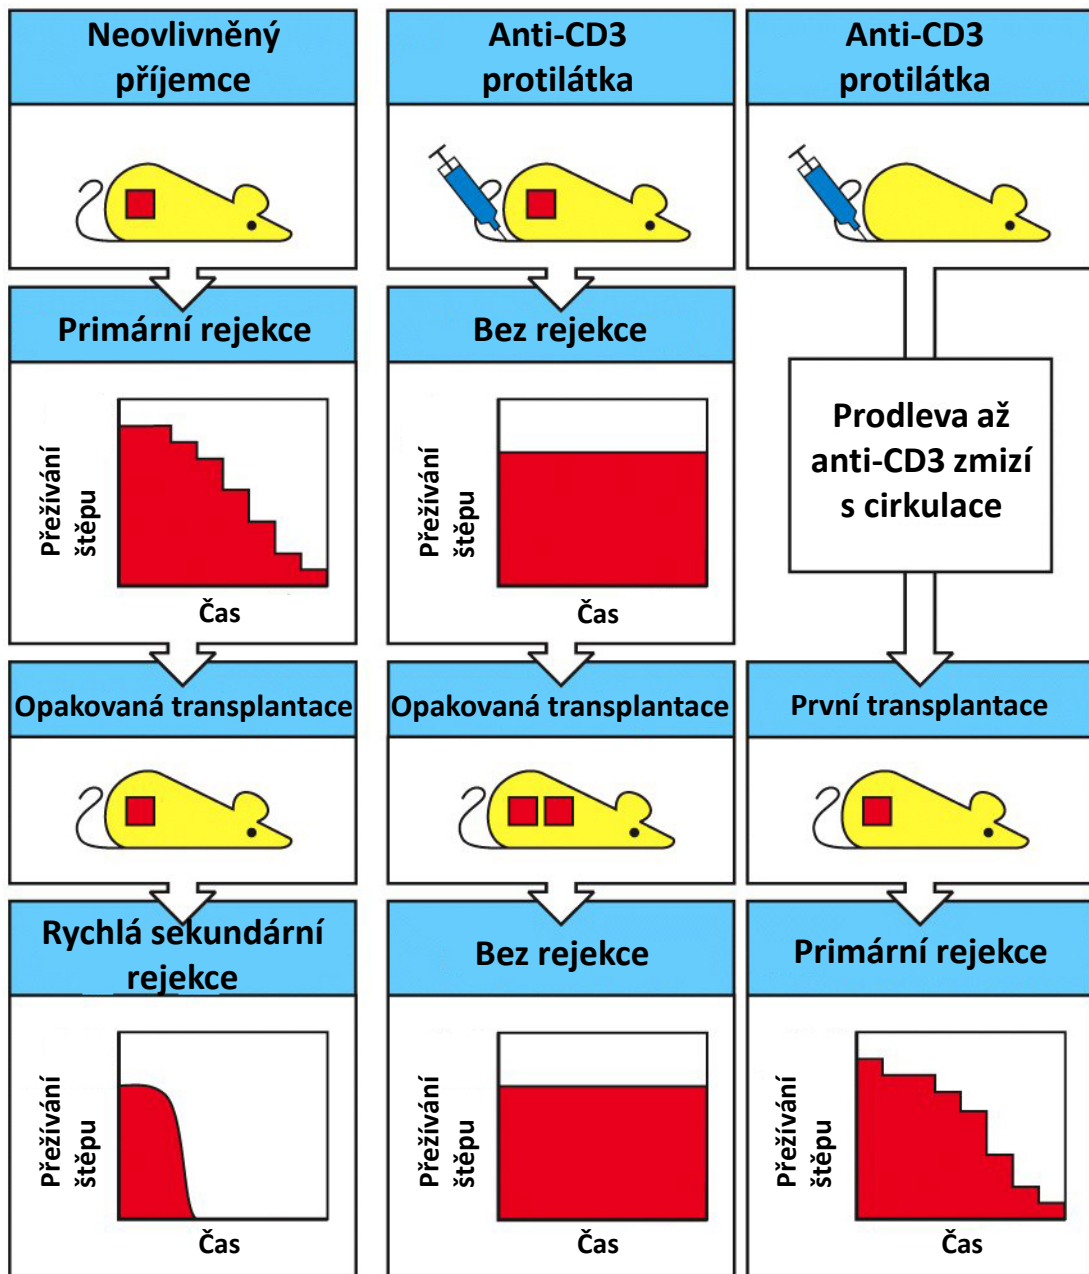 Neovlivněný
příjemce
Anti-CD3
protilátka
Anti-CD3
protilátka
Primární rejekce
Přežívání
štěpu
Čas
Bez rejekce
Přežívání
štěpu
Čas
Prodleva až
anti-CD3 zmizí
s cirkulace
Opakovaná transplantace
Opakovaná transplantace
První transplantace
Rychlá sekundární
rejekce
Přežívání
štěpu
Čas
Bez rejekce
Přežívání
štěpu
Čas
Primární rejekce
Přežívání
štěpu
Čas